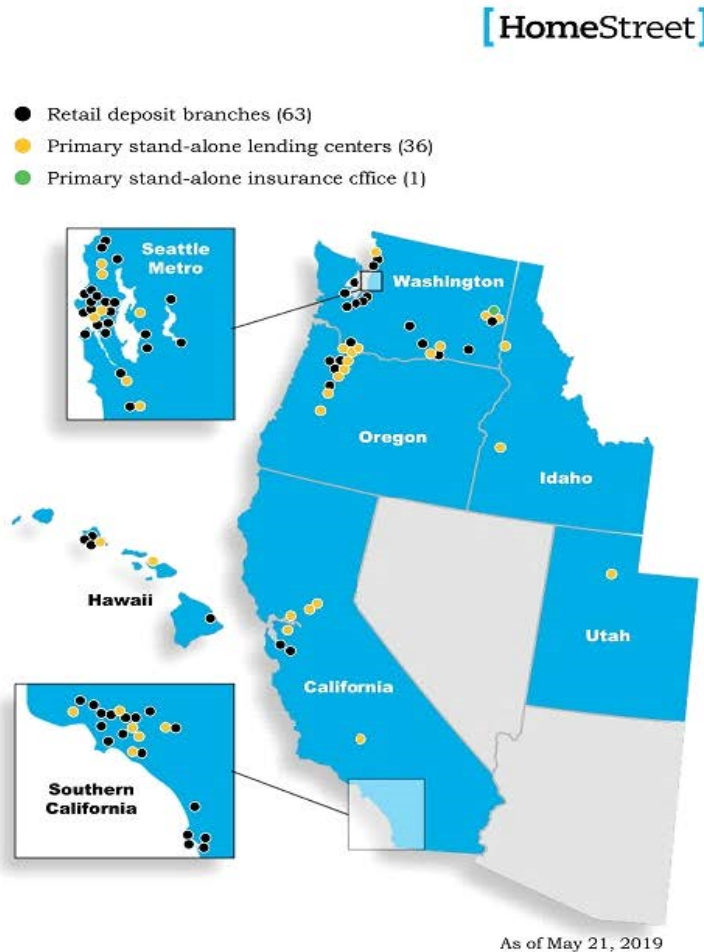 [HomeStreet]
Retail deposit branches (63)
Primary stand-alone lending centers (36)
Primary stand-alone insurance cffice (1)
Seattle
Metro
Washington
Oregon
Idaho
Hawaii
Utah
California
Southern
California
As of May 21, 2019